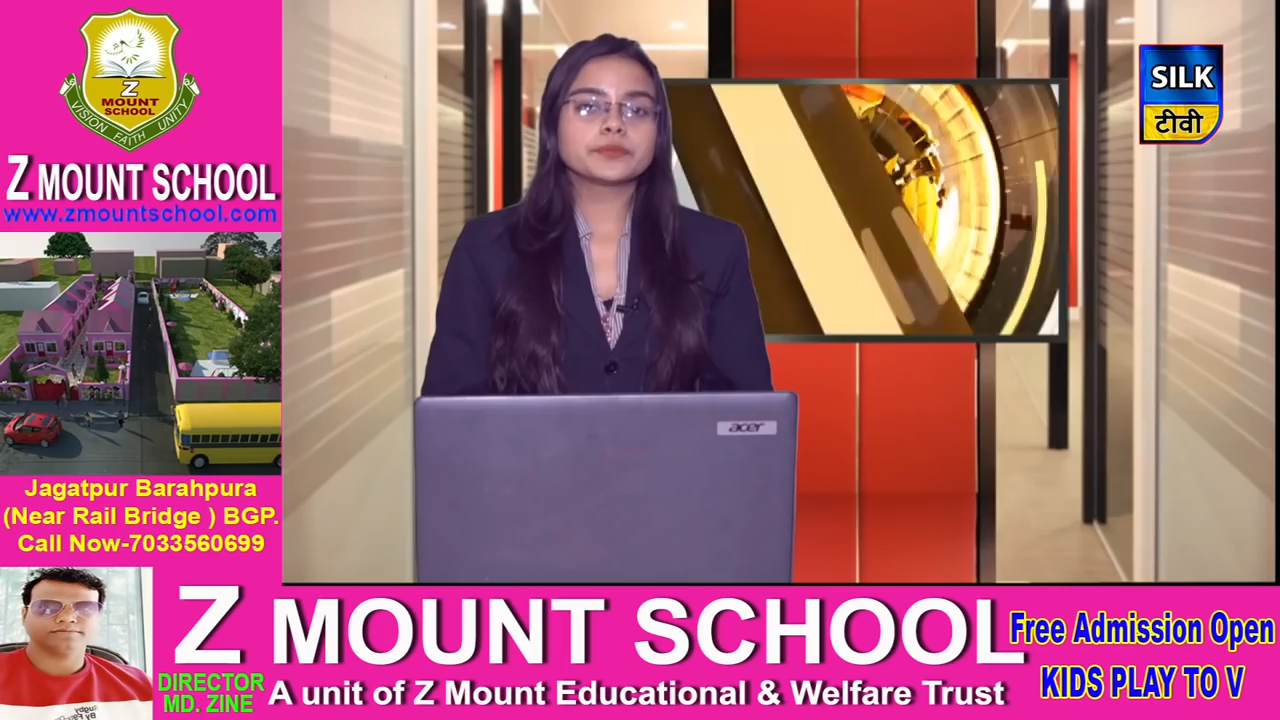 Z
MOUNT
SCHOOL
VISION FAITH UNITY
Z MOUNT SCHOOL
www.zmountschool.com
Jagatpur Barahpura
(Near Rail Bridge ) BGP.
Call Now-7033560699
SILK
टीवी
acer
Z MOUNT SCHOOL
Free Admission Open
KIDS PLAY TO V
DIRECTOR
MD. ZINE
A unit of Z Mount Educational & Welfare Trust